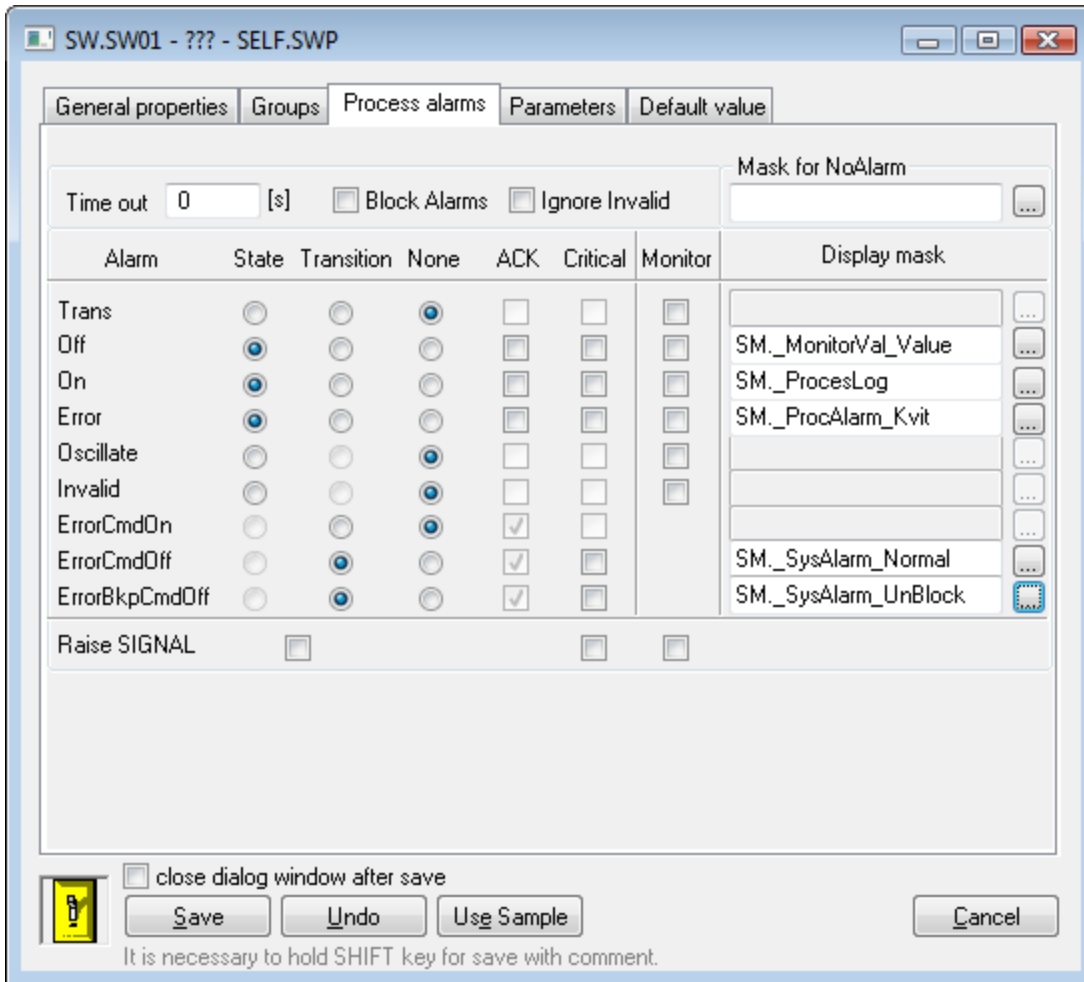 SW.SW01 - ??? - SELF.SWP
General properties Groups Process alarms Parameters Default value
Mask for NoAlarm
Time out 0 [s] Block Alarms Ignore Invalid ...
Alarm State Transition None ACK Critical Monitor Display mask
Trans ...
Off SM._MonitorVal_Value ...
On SM._ProcesLog ...
Error SM._ProcAlarm_Kvit ...
Oscillate ...
Invalid ...
ErrorCmdOn ...
ErrorCmdOff SM._SysAlarm_Normal ...
ErrorBkpCmdOff SM._SysAlarm_UnBlock ...
Raise SIGNAL
close dialog window after save
Save Undo Use Sample Cancel
It is necessary to hold SHIFT key for save with comment.